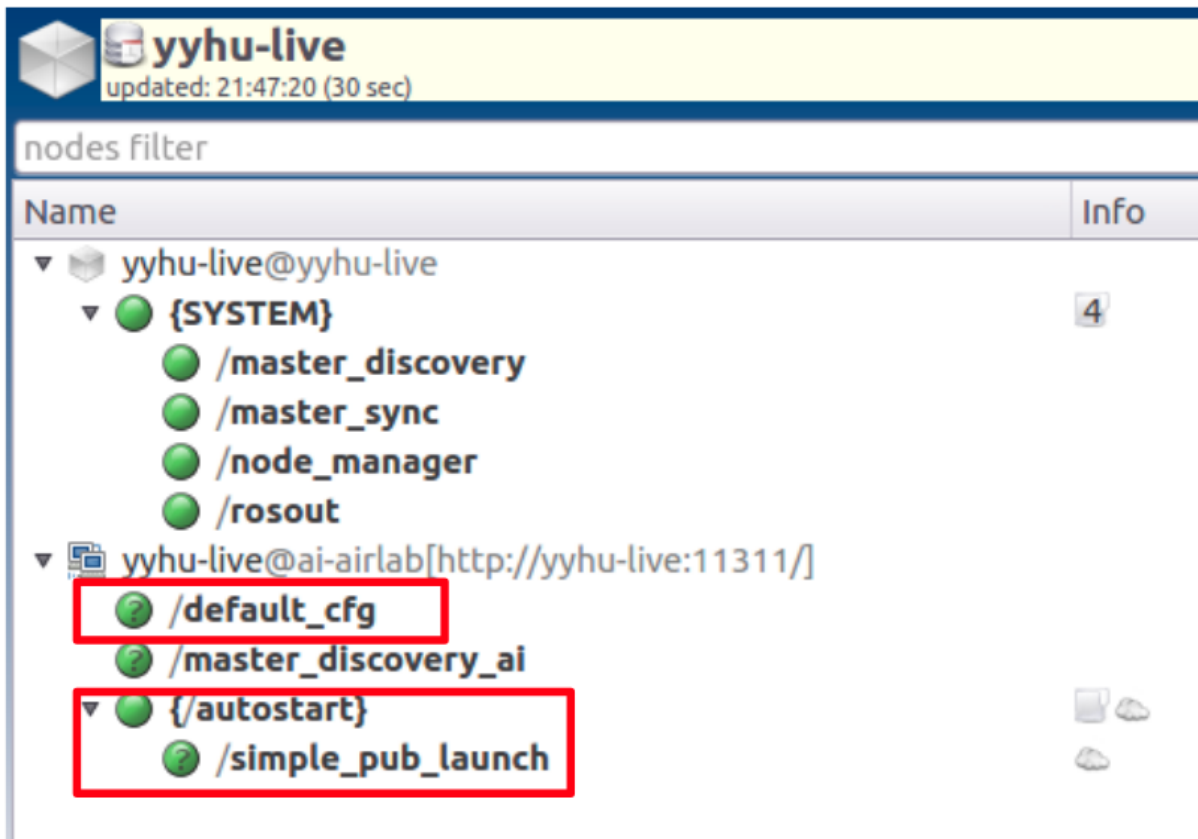 yyhu-live
updated: 21:47:20 (30 sec)
nodes filter
Name Info
yyhu-live@yyhu-live
{SYSTEM} 4
/master_discovery
/master_sync
/node_manager
/rosout
yyhu-live@ai-airlab[http://yyhu-live:11311/]
? /default_cfg
? /master_discovery_ai
{/autostart}
? /simple_pub_launch